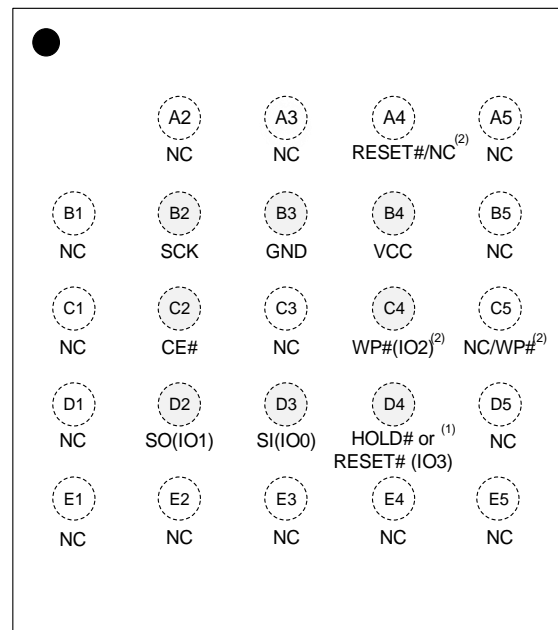 A2 A3 A4 A5
NC NC RESET#/NC(2) NC
B1 B2 B3 B4 B5
NC SCK GND VCC NC
C1 C2 C3 C4 C5
NC CE# NC WP#(IO2)(2) NC/WP#(2)
D1 D2 D3 D4 D5
NC SO(IO1) SI(IO0) HOLD# or (1) NC
RESET# (IO3)
E1 E2 E3 E4 E5
NC NC NC NC NC